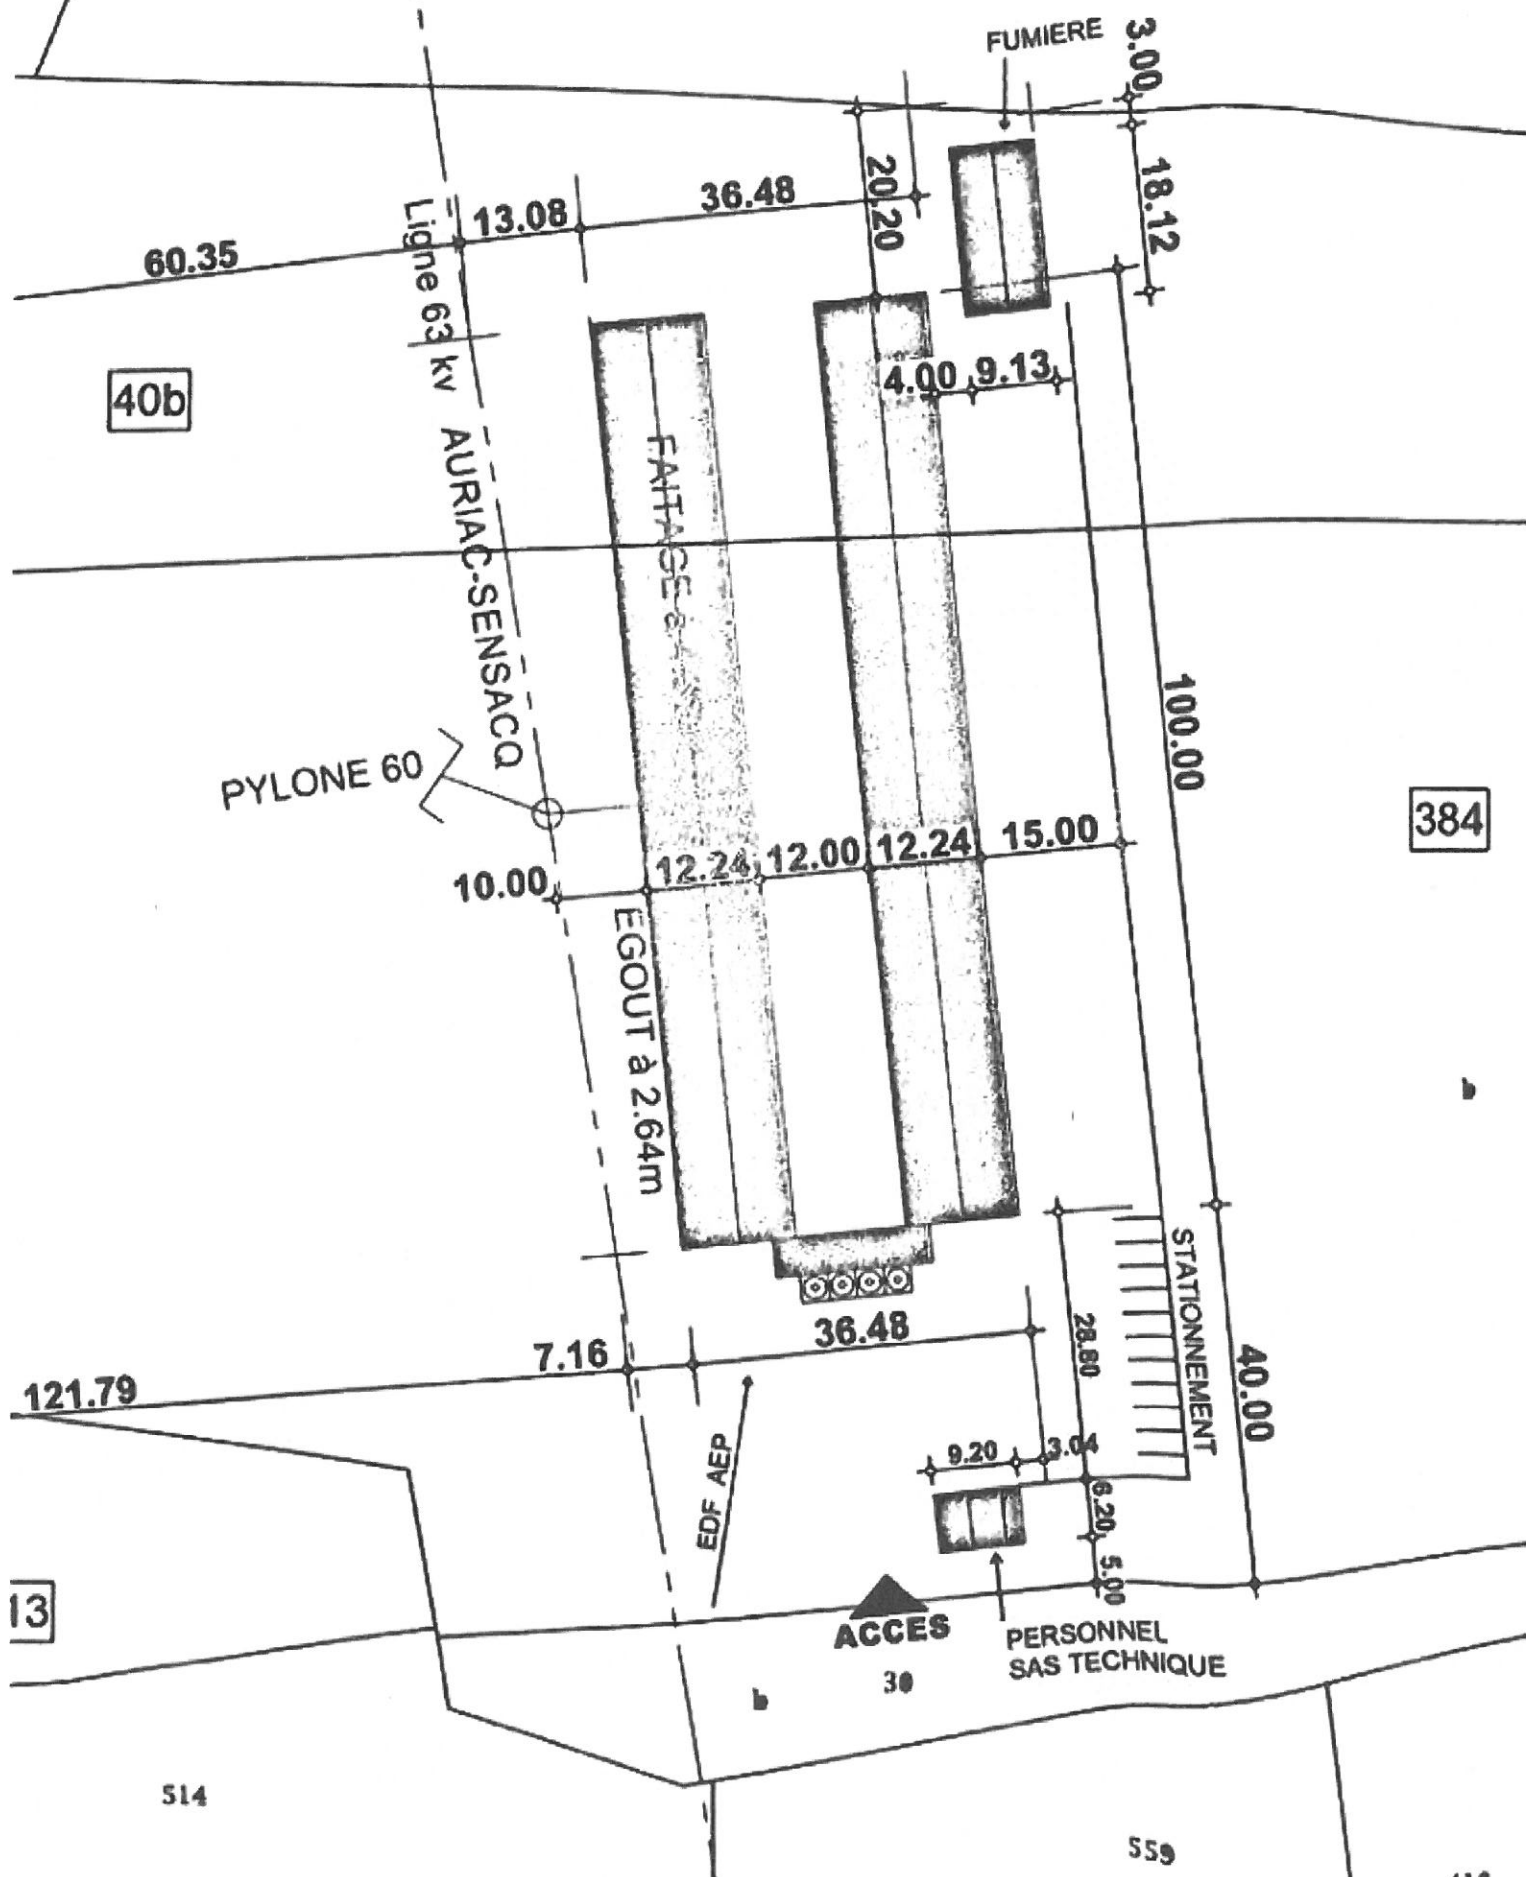 FUMIERE
3.00
18.12
20.20
36.48
13.08
60.35
Ligne 63 kv AURIAC-SENSACQ
40b
4.00
9.13
FAITAGE à
100.00
PYLONE 60
384
10.00
12.24
12.00
12.24
15.00
EGOUT à 2.64m
b
STATIONNEMENT
36.48
28.80
7.16
40.00
121.79
9.20
3.04
EDF AEP
6.20
5.00
13
ACCES
PERSONNEL
SAS TECHNIQUE
b
30
514
559